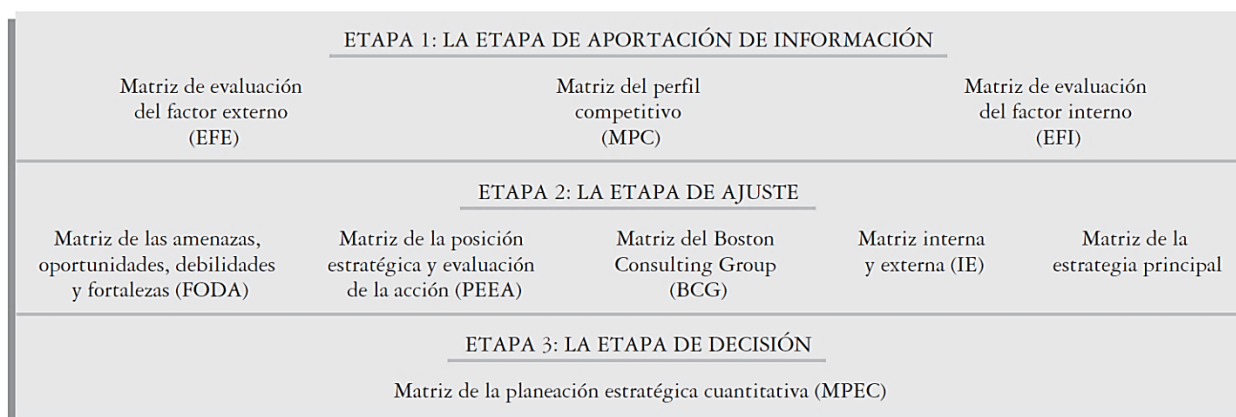 ETAPA 1: LA ETAPA DE APORTACIÓN DE INFORMACIÓN
Matriz de evaluación
del factor externo
(EFE)
Matriz del perfil
competitivo
(MPC)
Matriz de evaluación
del factor interno
(EFI)
ETAPA 2: LA ETAPA DE AJUSTE
Matriz de las amenazas,
oportunidades, debilidades
y fortalezas (FODA)
Matriz de la posición
estratégica y evaluación
de la acción (PEEA)
Matriz del Boston
Consulting Group
(BCG)
Matriz interna
y externa (IE)
Matriz de la
estrategia principal
ETAPA 3: LA ETAPA DE DECISIÓN
Matriz de la planeación estratégica cuantitativa (MPEC)